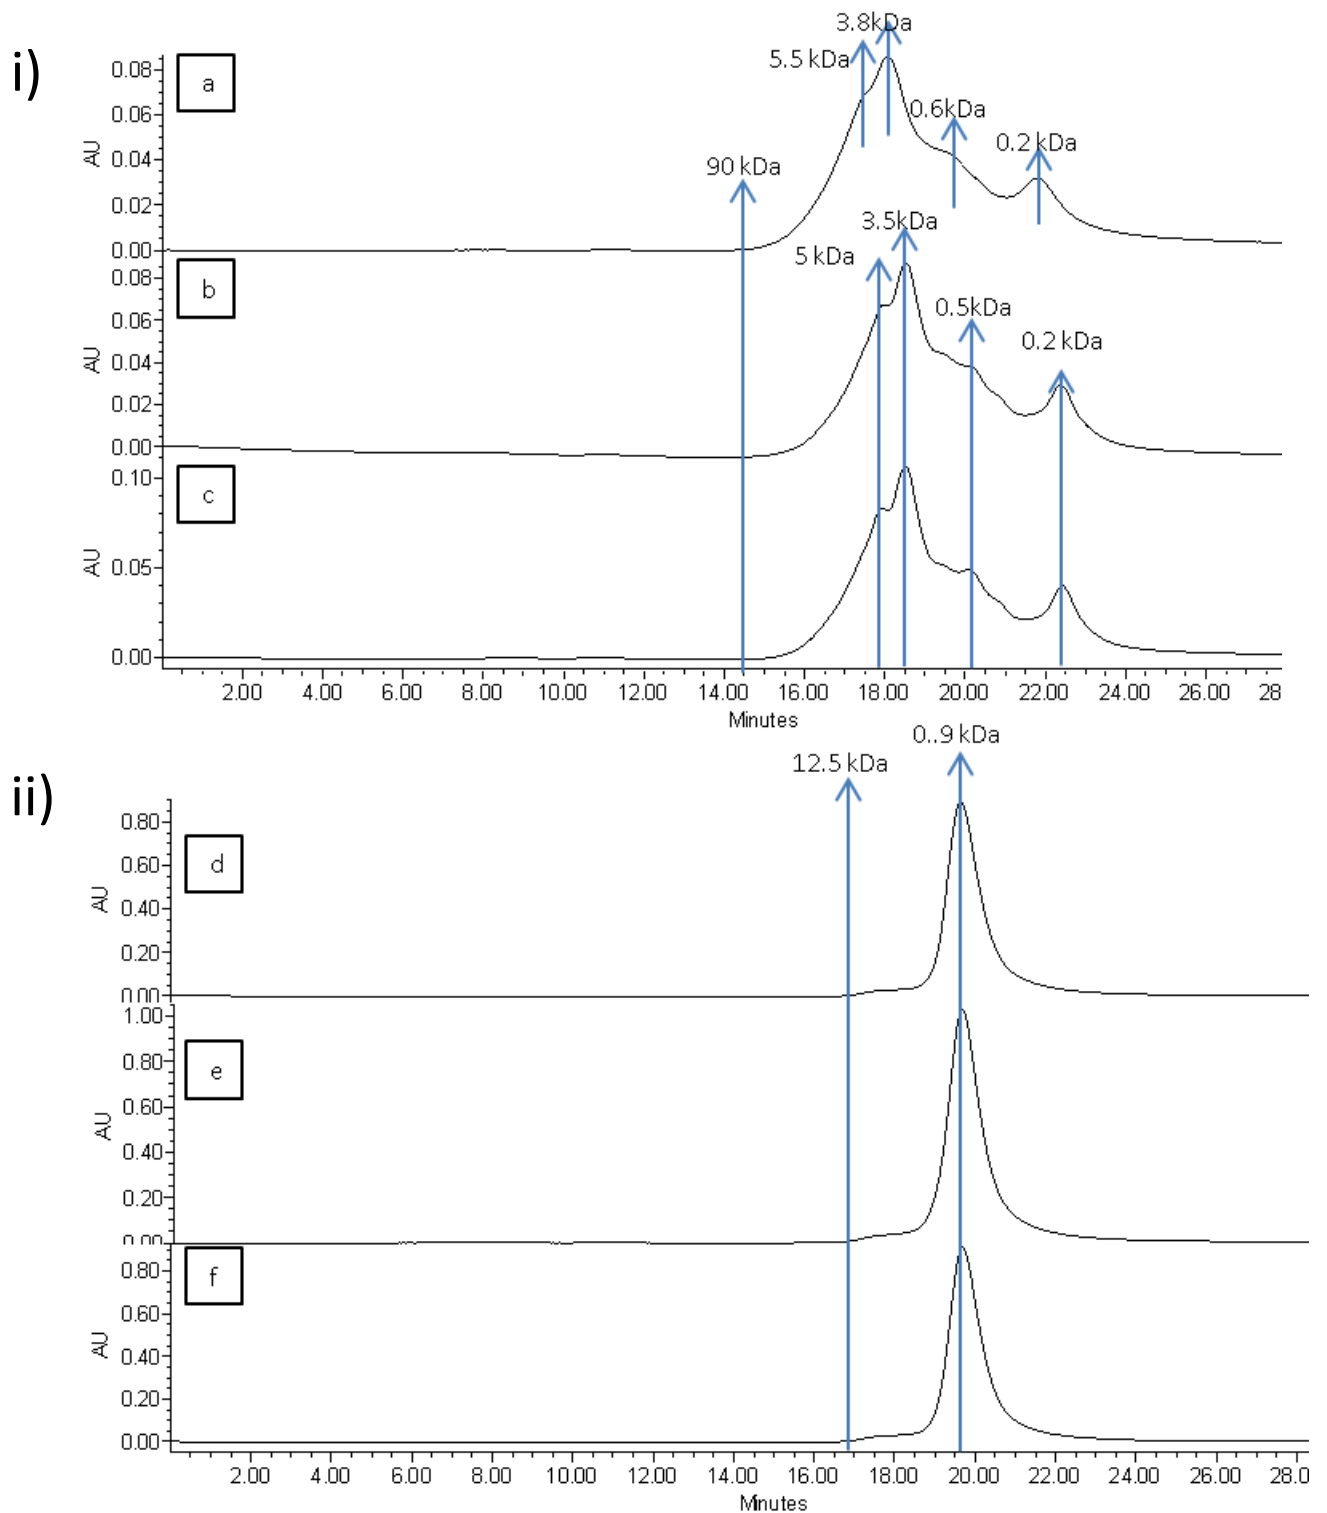 i)
3.8kDa
5.5 kDa
0.6kDa
0.2 kDa
90 kDa
a
0.08
0.06
0.04
0.02
0.00
AU
3.5kDa
5 kDa
0.5kDa
0.2 kDa
b
0.08
0.06
0.04
0.02
0.00
AU
c
0.10
0.05
0.00
AU
2.00 4.00 6.00 8.00 10.00 12.00 14.00 16.00 18.00 20.00 22.00 24.00 26.00 28
Minutes
ii)
0..9 kDa
12.5 kDa
d
0.80
0.60
0.40
0.20
0.00
AU
e
1.00
0.80
0.60
0.40
0.20
0.00
AU
f
0.80
0.60
0.40
0.20
0.00
AU
2.00 4.00 6.00 8.00 10.00 12.00 14.00 16.00 18.00 20.00 22.00 24.00 26.00 28.0
Minutes